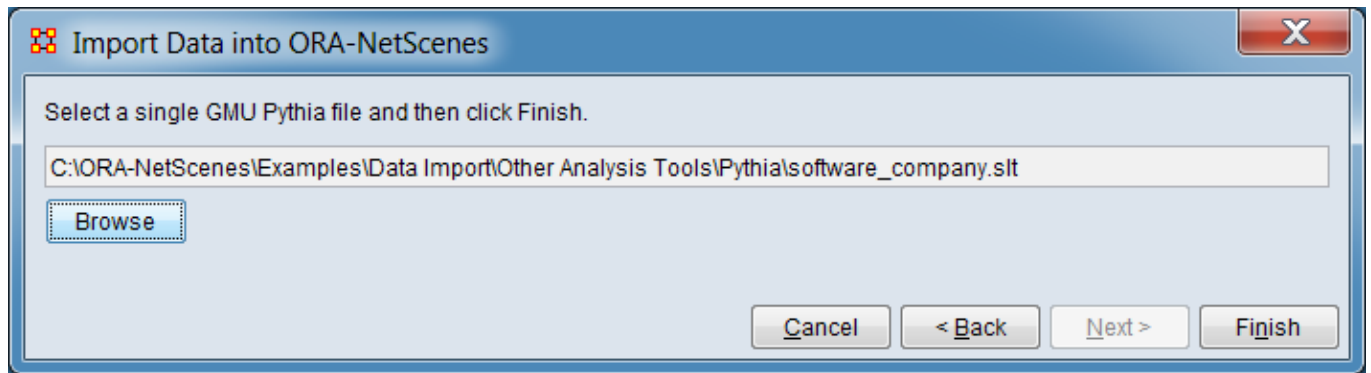 Import Data into ORA-NetScenes
Select a single GMU Pythia file and then click Finish.
C:\ORA-NetScenes\Examples\Data Import\Other Analysis Tools\Pythia\software_company.slt
Browse
Cancel < Back Next > Finish